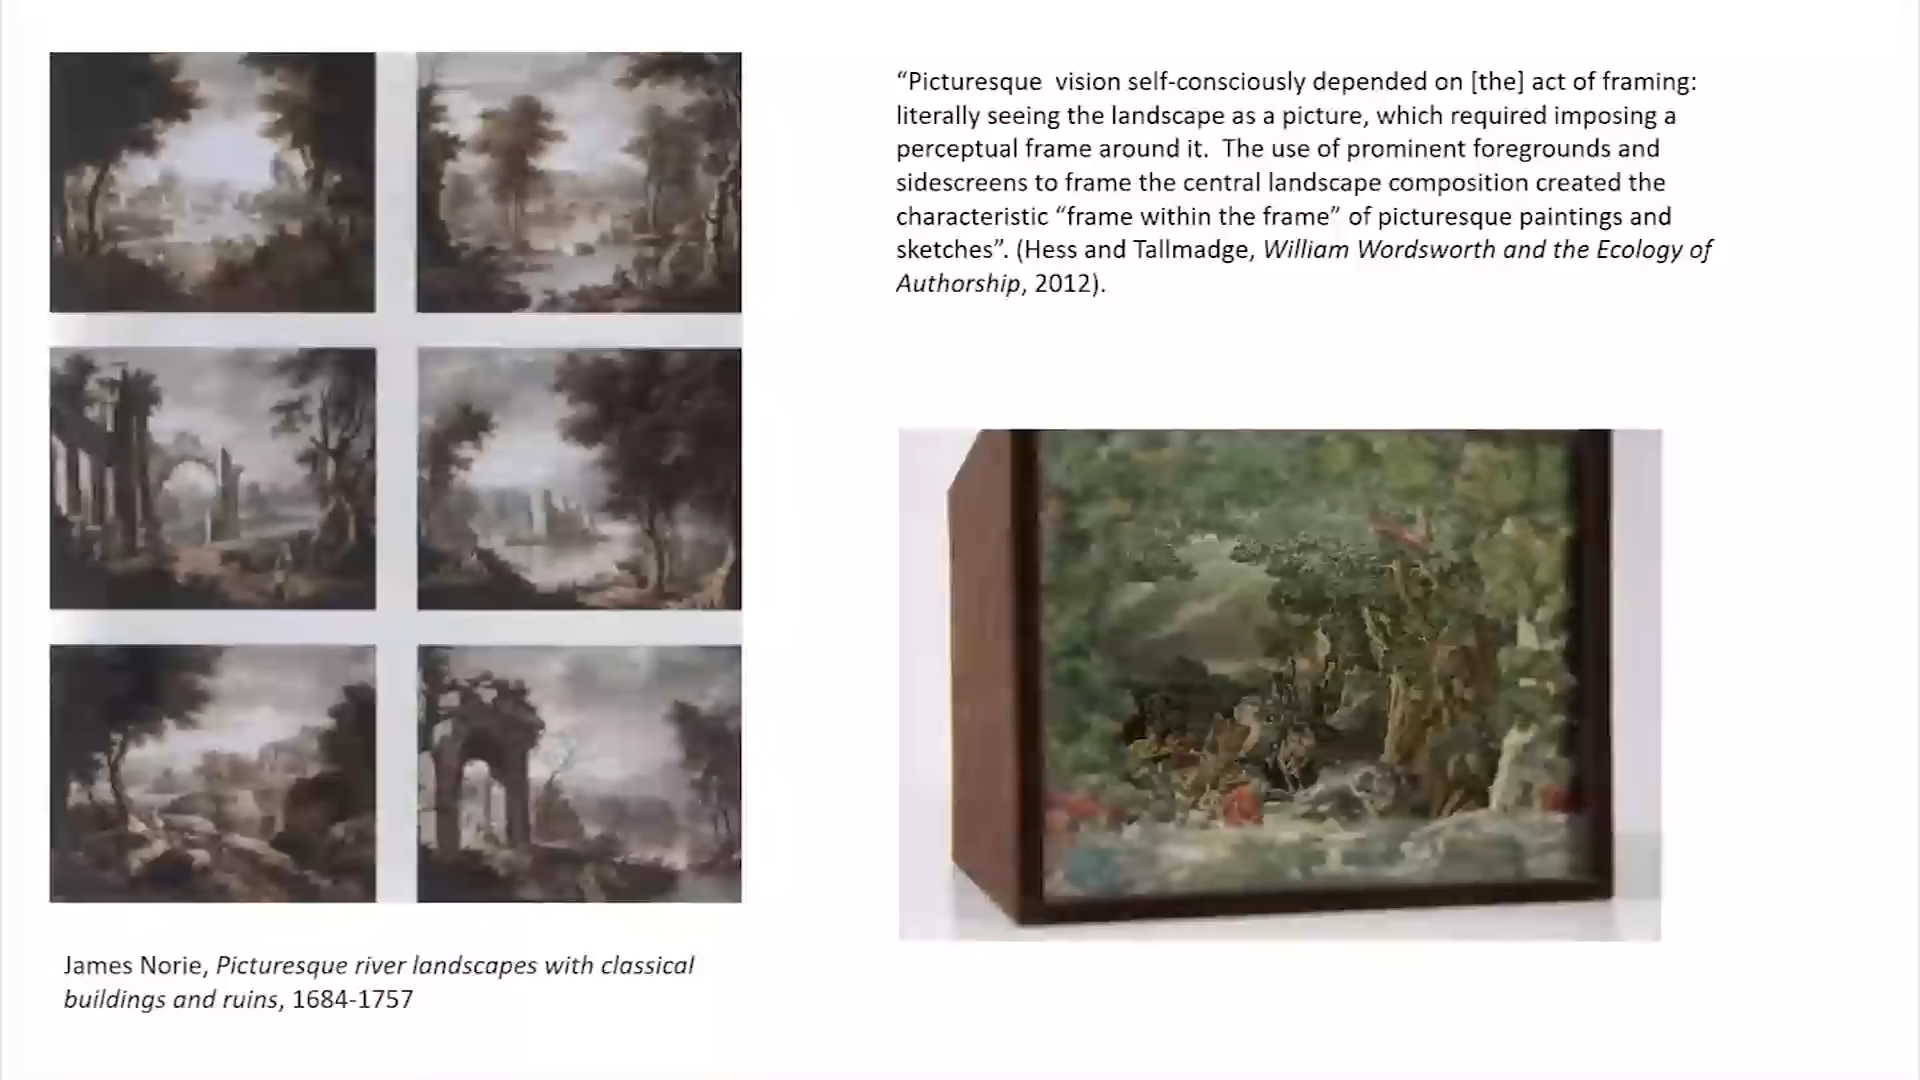 “Picturesque  vision self-consciously depended on [the] act of framing:
literally seeing the landscape as a picture, which required imposing a
perceptual frame around it.  The use of prominent foregrounds and
sidescreens to frame the central landscape composition created the
characteristic “frame within the frame” of picturesque paintings and
sketches”. (Hess and Tallmadge, William Wordsworth and the Ecology of
Authorship, 2012).
James Norie, Picturesque river landscapes with classical
buildings and ruins, 1684-1757